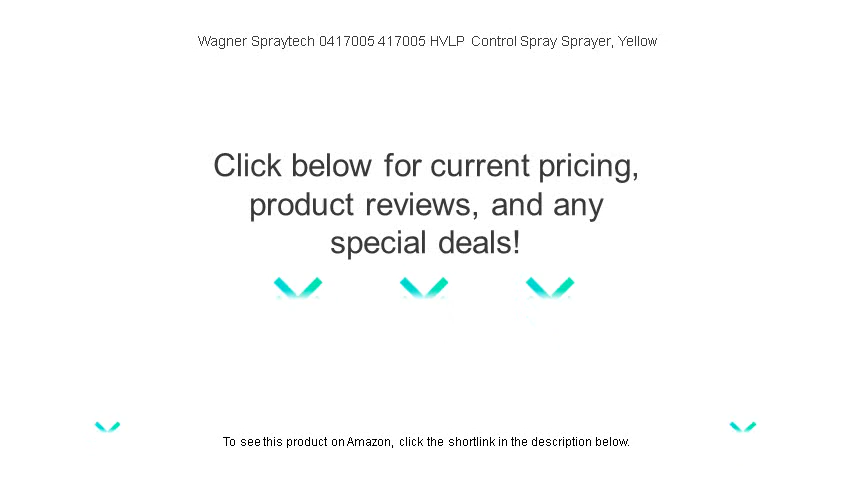 Wagner Spraytech 0417005 417005 HVLP Control Spray Sprayer, Yellow
Click below for current pricing,
product reviews, and any
special deals!
To see this product on Amazon, click the shortlink in the description below.